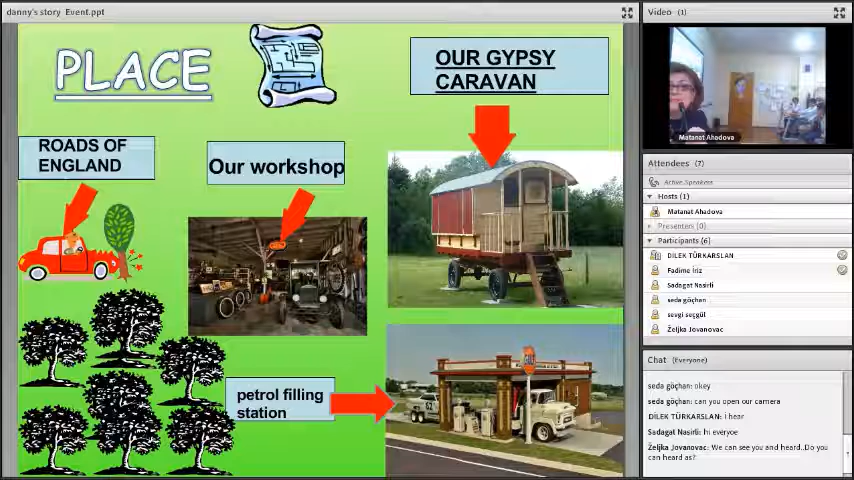 danny's story Event.ppt
PLACE
OUR GYPSY
CARAVAN
ROADS OF
ENGLAND
Our workshop
petrol filling
station
Video (1)
Matanat Ahadova
Attendees (7)
Active Speakers
Hosts (1)
Matanat Ahadova
Presenters (0)
Participants (6)
DİLEK TÜRKARSLAN
Fadime İriz
Sadagat Nasirli
seda göçhan
sevgi seçgül
Željka Jovanovac
Chat (Everyone)
seda göçhan: okey
seda göçhan: can you open our camera
DİLEK TÜRKARSLAN: i hear
Sadagat Nasirli: hi everyoe
Željka Jovanovac: We can see you and heard..Do you
can heard as?